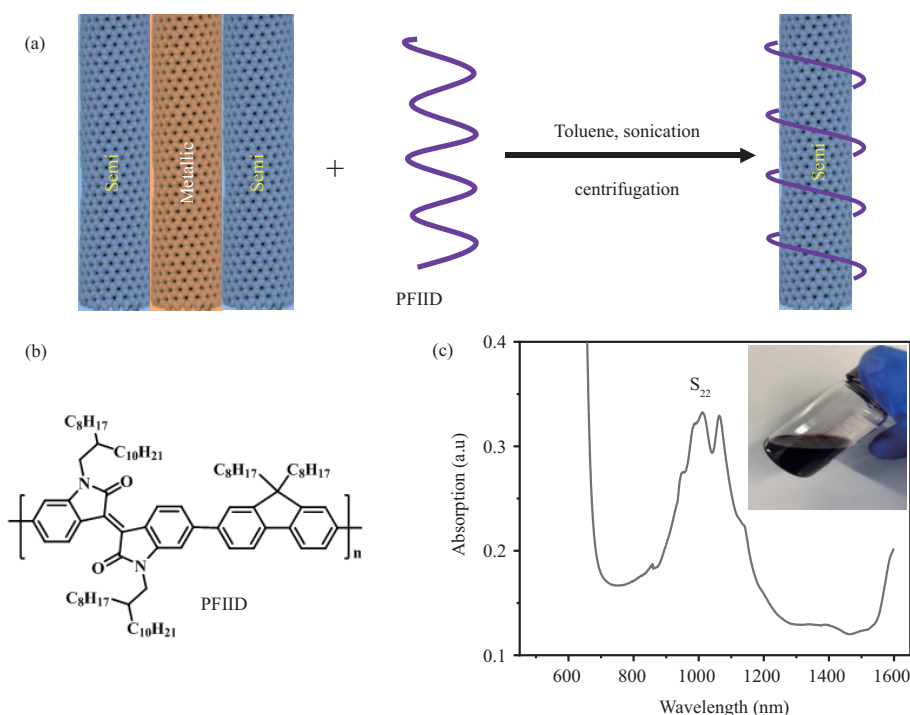 (a)
Semi
Metallic
Semi
+
PFIID
Toluene, sonication
centrifugation
Semi
(b)
C8H17
C10H21
N
O
C8H17 C8H17
O
N
n
C8H17
C10H21
PFIID
(c)
0.4
0.3
0.2
0.1
Absorption (a.u)
S22
600 800 1000 1200 1400 1600
Wavelength (nm)